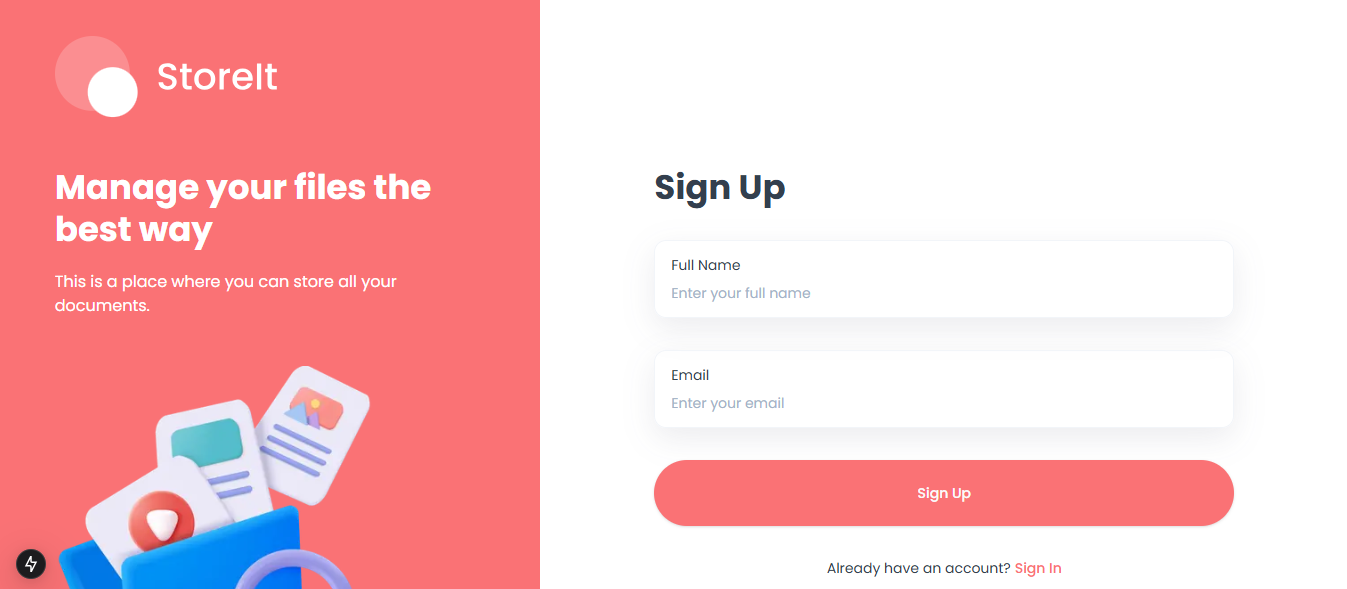 StoreIt
Manage your files the
best way
This is a place where you can store all your
documents.
Sign Up
Full Name
Enter your full name
Email
Enter your email
Sign Up
Already have an account? Sign In